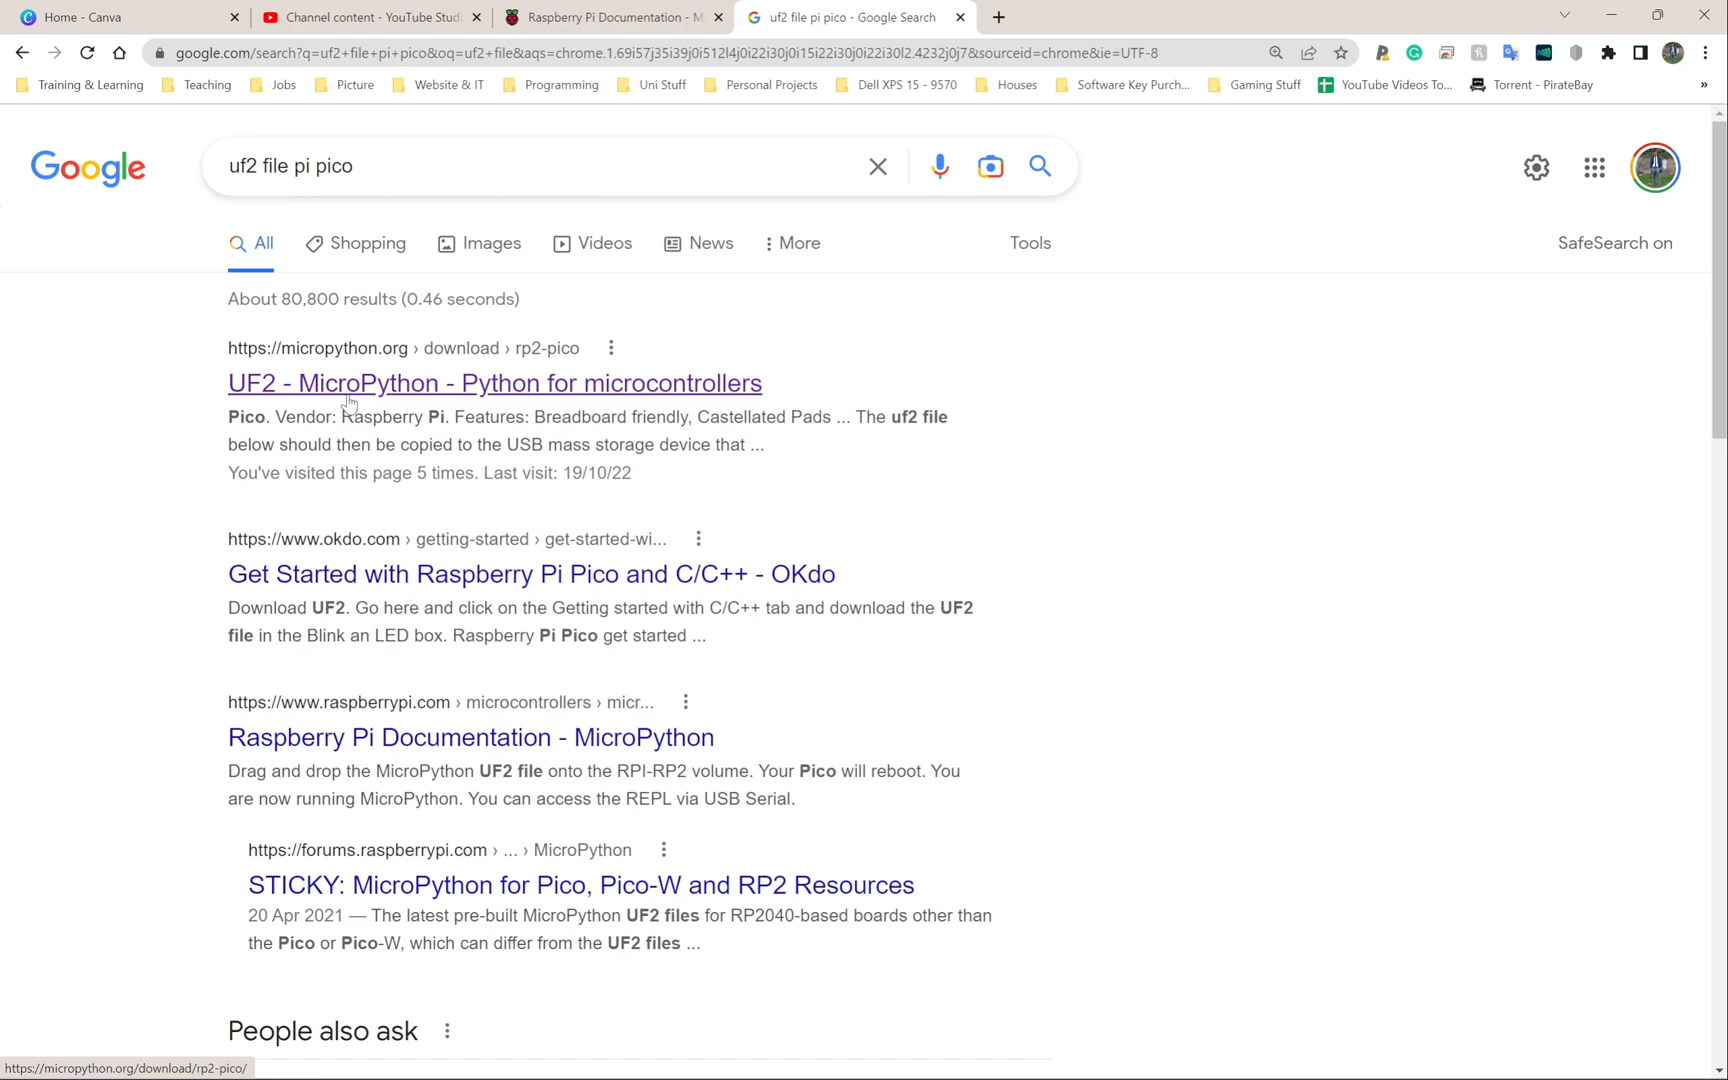 Home - Canva
Channel content - YouTube Studi
Raspberry Pi Documentation - M
uf2 file pi pico - Google Search
google.com/search?q=uf2+file+pi+pico&oq=uf2+file&aqs=chrome.1.69i57j35i39j0i512l4j0i22i30j0i15i22i30j0i22i30l2.4232j0j7&sourceid=chrome&ie=UTF-8
Training & Learning
Teaching
Jobs
Picture
Website & IT
Programming
Uni Stuff
Personal Projects
Dell XPS 15 - 9570
Houses
Software Key Purch...
Gaming Stuff
YouTube Videos To...
Torrent - PirateBay
»
Google
uf2 file pi pico
All
Shopping
Images
Videos
News
More
Tools
SafeSearch on
About 80,800 results (0.46 seconds)
https://micropython.org › download › rp2-pico
UF2 - MicroPython - Python for microcontrollers
Pico. Vendor: Raspberry Pi. Features: Breadboard friendly, Castellated Pads ... The uf2 file
below should then be copied to the USB mass storage device that ...
You've visited this page 5 times. Last visit: 19/10/22
https://www.okdo.com › getting-started › get-started-wi...
Get Started with Raspberry Pi Pico and C/C++ - OKdo
Download UF2. Go here and click on the Getting started with C/C++ tab and download the UF2
file in the Blink an LED box. Raspberry Pi Pico get started ...
https://www.raspberrypi.com › microcontrollers › micr...
Raspberry Pi Documentation - MicroPython
Drag and drop the MicroPython UF2 file onto the RPI-RP2 volume. Your Pico will reboot. You
are now running MicroPython. You can access the REPL via USB Serial.
https://forums.raspberrypi.com › ... › MicroPython
STICKY: MicroPython for Pico, Pico-W and RP2 Resources
20 Apr 2021 — The latest pre-built MicroPython UF2 files for RP2040-based boards other than
the Pico or Pico-W, which can differ from the UF2 files ...
People also ask
https://micropython.org/download/rp2-pico/